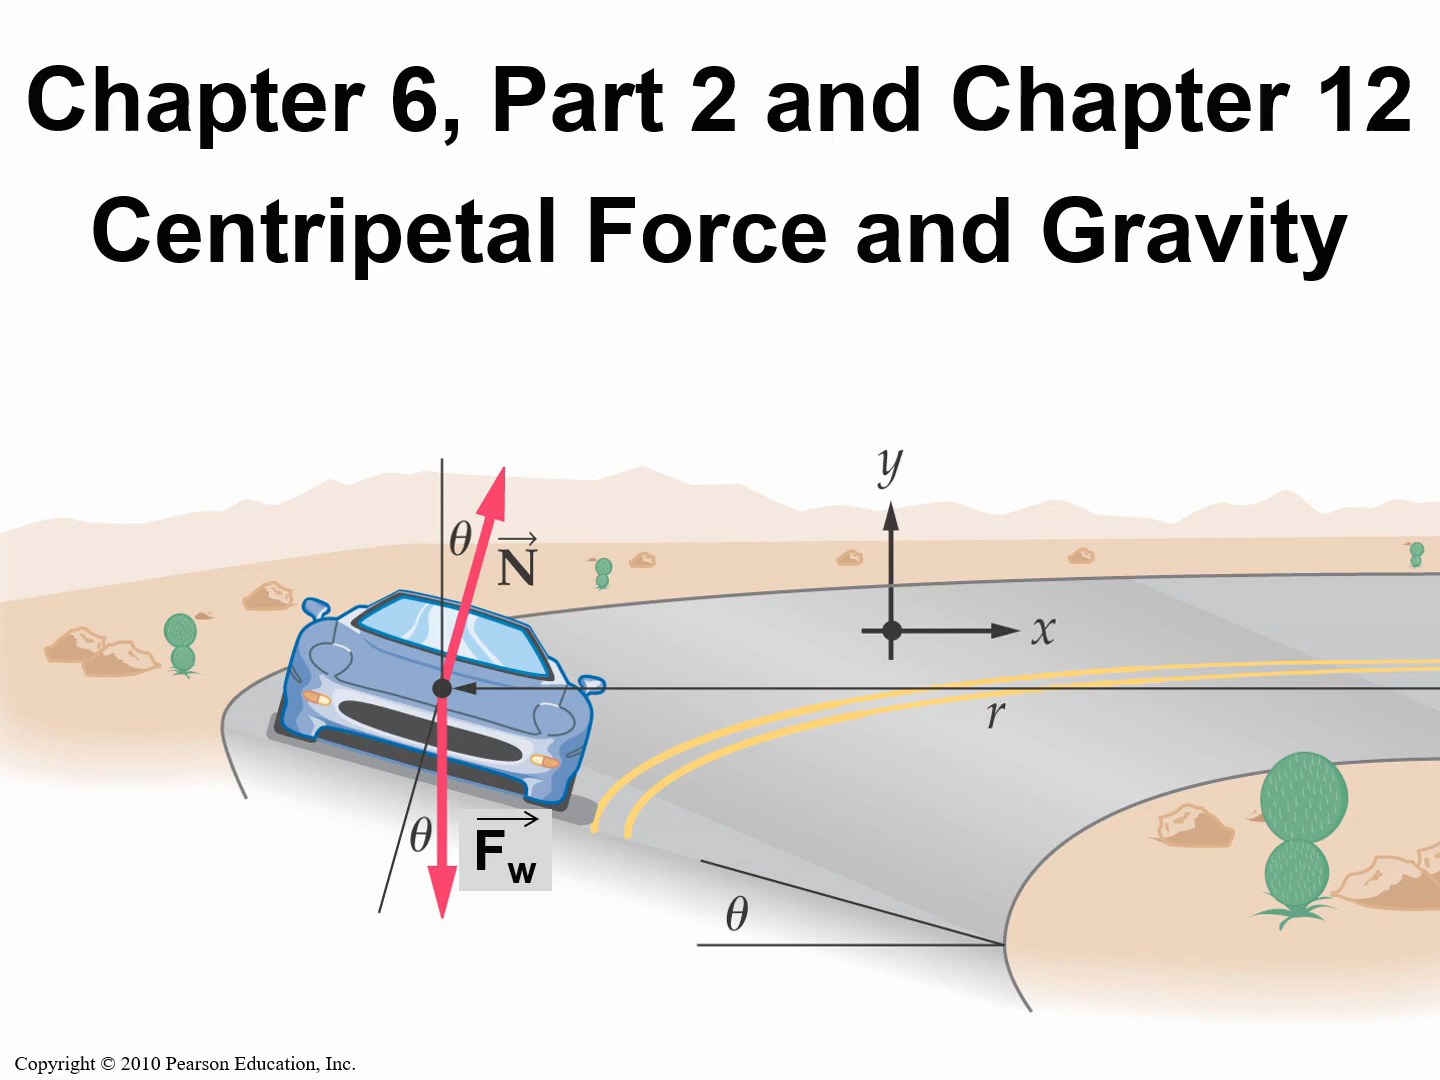 Chapter 6, Part 2 and Chapter 12
Centripetal Force and Gravity
y
θ
N
x
r
θ
Fw
θ
Copyright © 2010 Pearson Education, Inc.